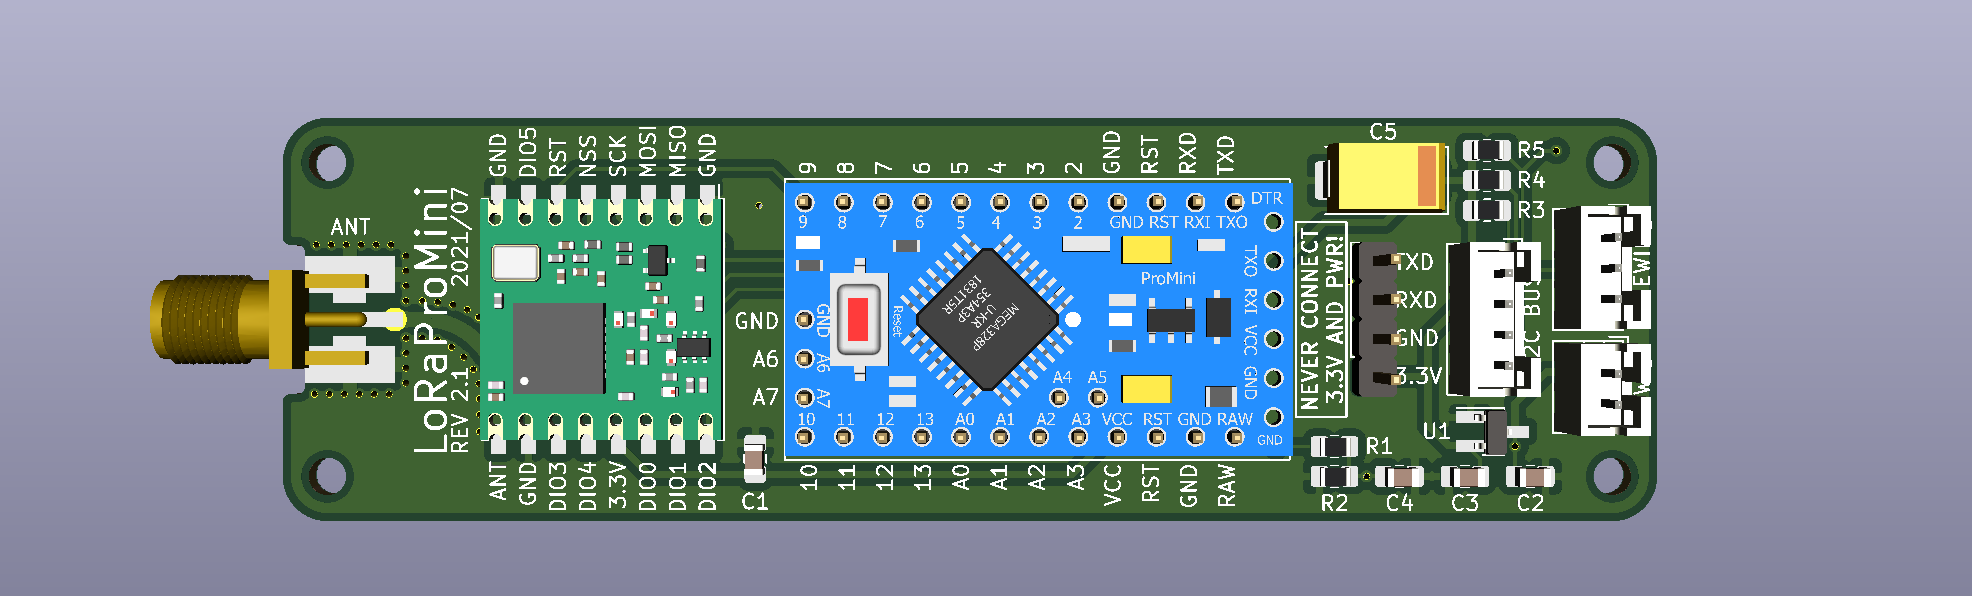 ANT
LoRaProMini
REV 2.1
2021/07
GND DIO5 RST NSS SCK MOSI MISO GND
ANT GND DIO3 DIO4 3.3V DIO0 DIO1 DIO2
C1
9 8 7 6 5 4 3 2 GND RST RXD TXD
9 8 7 6 5 4 3 2 GND RST RXI TXO
DTR
TXO
RXI
VCC
GND
GND
ProMini
Reset
MEGA328P
U-KR
354A3P
1831TSR
GND
A6
A7
GND
A6
A7
A4 A5
10 11 12 13 A0 A1 A2 A3 VCC RST GND RAW
10 11 12 13 A0 A1 A2 A3 VCC RST GND RAW
NEVER CONNECT
3.3V AND PWR!
C5
R5
R4
R3
TXD
RXD
GND
3.3V
U1
R1
R2
C4
C3
C2